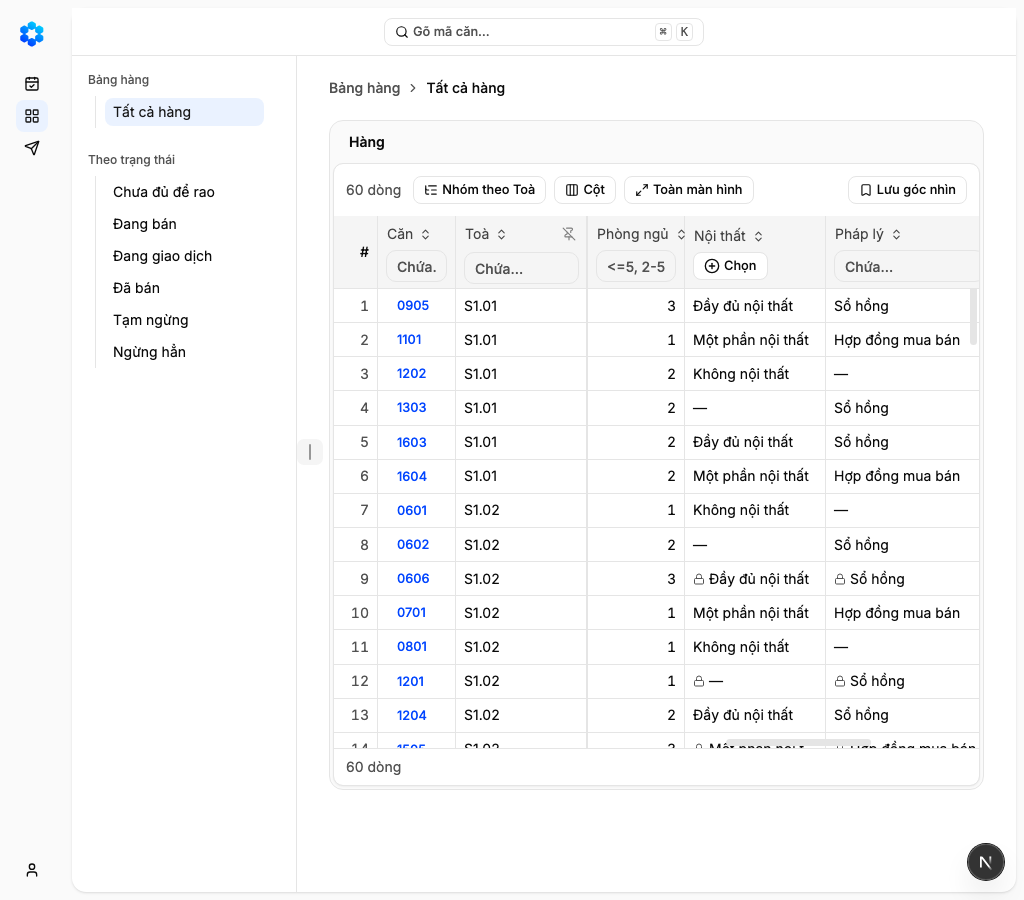 Gõ mã căn... ⌘ K
Bảng hàng
Tất cả hàng
Theo trạng thái
Chưa đủ để rao
Đang bán
Đang giao dịch
Đã bán
Tạm ngừng
Ngừng hẳn
Bảng hàng > Tất cả hàng
Hàng
60 dòng Nhóm theo Toà Cột Toàn màn hình Lưu góc nhìn
# Căn Toà Phòng ngủ Nội thất Pháp lý
Chứa. Chứa... <=5, 2-5 Chọn Chứa...
1 0905 S1.01 3 Đầy đủ nội thất Sổ hồng
2 1101 S1.01 1 Một phần nội thất Hợp đồng mua bán
3 1202 S1.01 2 Không nội thất —
4 1303 S1.01 2 — Sổ hồng
5 1603 S1.01 2 Đầy đủ nội thất Sổ hồng
6 1604 S1.01 2 Một phần nội thất Hợp đồng mua bán
7 0601 S1.02 1 Không nội thất —
8 0602 S1.02 2 — Sổ hồng
9 0606 S1.02 3 Đầy đủ nội thất Sổ hồng
10 0701 S1.02 1 Một phần nội thất Hợp đồng mua bán
11 0801 S1.02 1 Không nội thất —
12 1201 S1.02 1 — Sổ hồng
13 1204 S1.02 2 Đầy đủ nội thất Sổ hồng
60 dòng
N